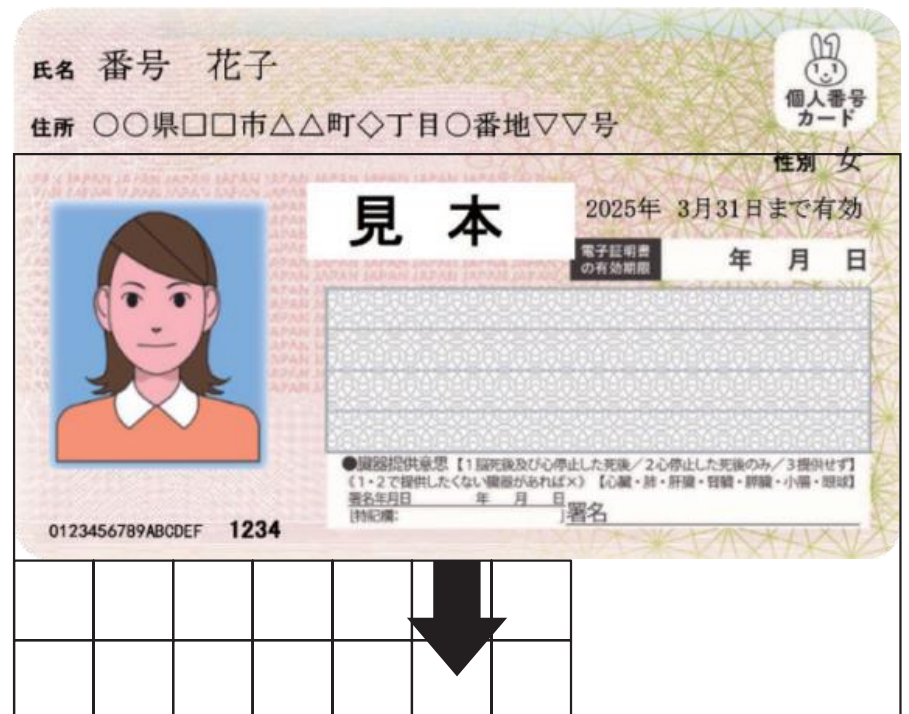 氏名 番号 花子
住所 〇〇県□□市△△町◇丁目〇番地▽▽号
個人番号
カード
性別 女
見本
2025年 3月31日まで有効
電子証明書
の有効期限
年 月 日
●臓器提供意思【1脳死後及び心停止した死後／2心停止した死後のみ／3提供せず】
《1・2で提供したくない臓器があれば×》【心臓・肺・肝臓・腎臓・膵臓・小腸・眼球】
署名年月日 年 月 日
[特記欄: ]
署名
0123456789ABCDEF 1234